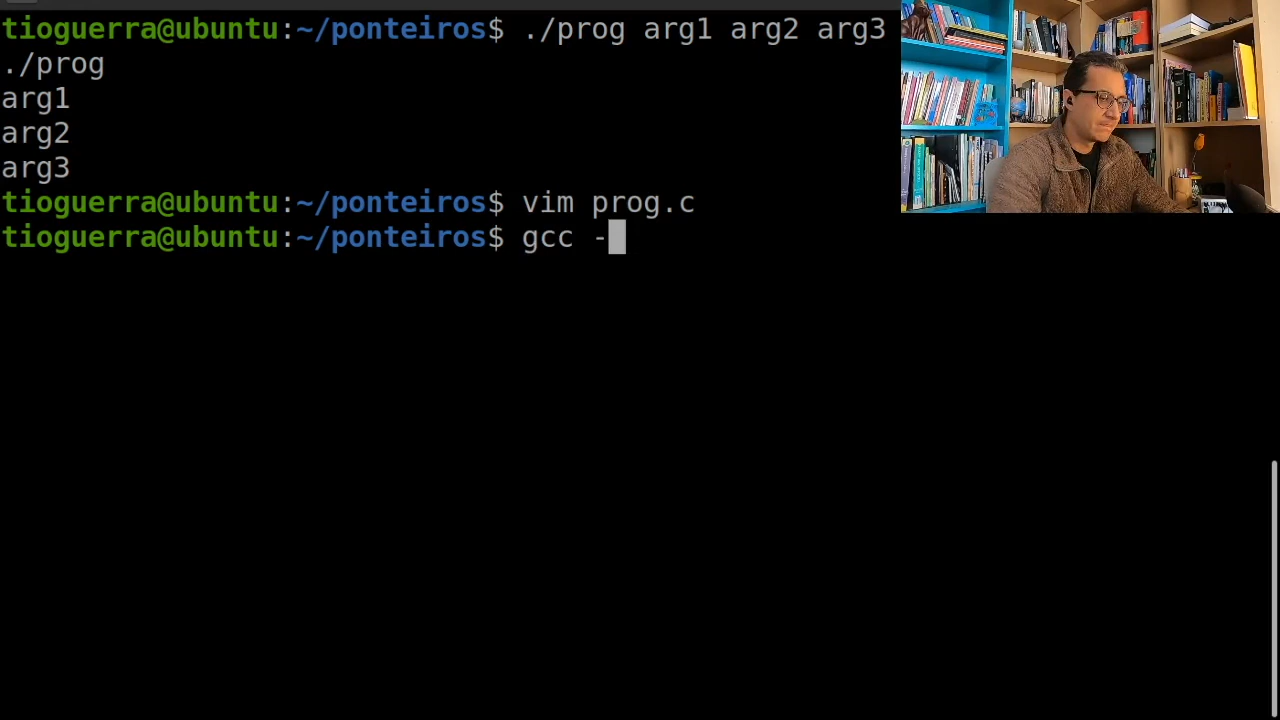 tioguerra@ubuntu:~/ponteiros$ ./prog arg1 arg2 arg3
./prog
arg1
arg2
arg3
tioguerra@ubuntu:~/ponteiros$ vim prog.c
tioguerra@ubuntu:~/ponteiros$ gcc -